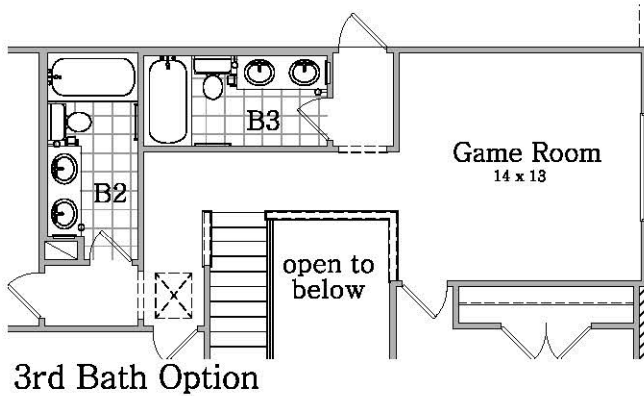 B3
Game Room
14 x 13
B2
open to
below
3rd Bath Option